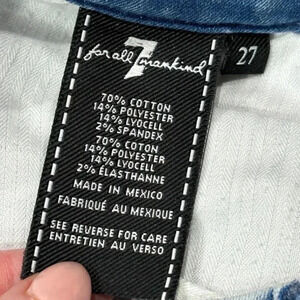 7
for all mankind
27
70% COTTON
14% POLYESTER
14% LYOCELL
2% SPANDEX
70% COTON
14% POLYESTER
14% LYOCELL
2% ÉLASTHANNE
MADE IN MEXICO
FABRIQUÉ AU MEXIQUE
SEE REVERSE FOR CARE
ENTRETIEN AU VERSO